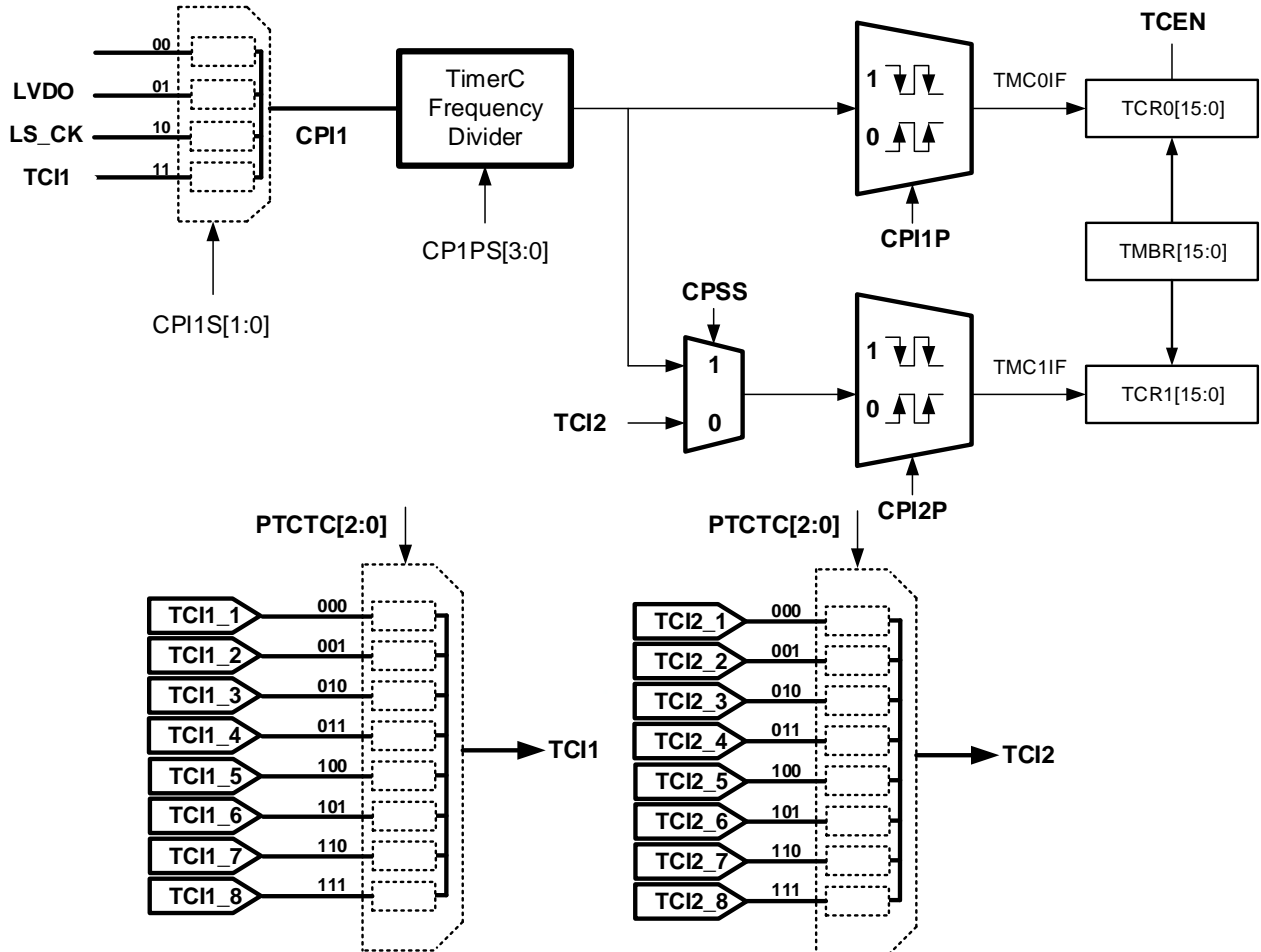 TCEN
00
LVDO
01
LS_CK
10
TCI1
11
CPI1
CPI1S[1:0]
TimerC
Frequency
Divider
CP1PS[3:0]
1
0
CPI1P
TMC0IF
TCR0[15:0]
TMBR[15:0]
CPSS
1
0
TCI2
1
0
CPI2P
TMC1IF
TCR1[15:0]
PTCTC[2:0]
TCI1_1
000
TCI1_2
001
TCI1_3
010
TCI1_4
011
TCI1_5
100
TCI1_6
101
TCI1_7
110
TCI1_8
111
TCI1
PTCTC[2:0]
TCI2_1
000
TCI2_2
001
TCI2_3
010
TCI2_4
011
TCI2_5
100
TCI2_6
101
TCI2_7
110
TCI2_8
111
TCI2